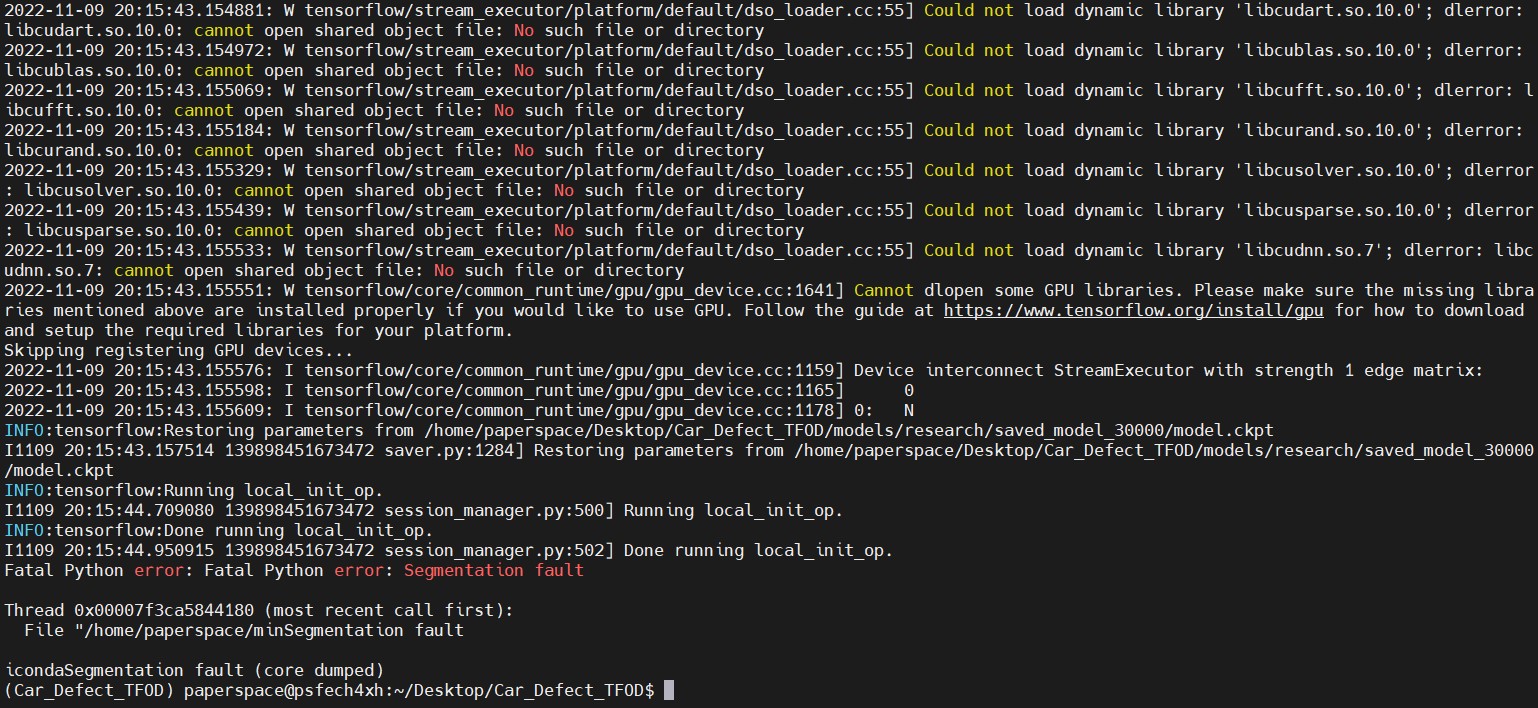 2022-11-09 20:15:43.154881: W tensorflow/stream_executor/platform/default/dso_loader.cc:55] Could not load dynamic library 'libcudart.so.10.0'; dlerror:
libcudart.so.10.0: cannot open shared object file: No such file or directory
2022-11-09 20:15:43.154972: W tensorflow/stream_executor/platform/default/dso_loader.cc:55] Could not load dynamic library 'libcublas.so.10.0'; dlerror:
libcublas.so.10.0: cannot open shared object file: No such file or directory
2022-11-09 20:15:43.155069: W tensorflow/stream_executor/platform/default/dso_loader.cc:55] Could not load dynamic library 'libcufft.so.10.0'; dlerror: l
ibcufft.so.10.0: cannot open shared object file: No such file or directory
2022-11-09 20:15:43.155184: W tensorflow/stream_executor/platform/default/dso_loader.cc:55] Could not load dynamic library 'libcurand.so.10.0'; dlerror:
libcurand.so.10.0: cannot open shared object file: No such file or directory
2022-11-09 20:15:43.155329: W tensorflow/stream_executor/platform/default/dso_loader.cc:55] Could not load dynamic library 'libcusolver.so.10.0'; dlerror
: libcusolver.so.10.0: cannot open shared object file: No such file or directory
2022-11-09 20:15:43.155439: W tensorflow/stream_executor/platform/default/dso_loader.cc:55] Could not load dynamic library 'libcusparse.so.10.0'; dlerror
: libcusparse.so.10.0: cannot open shared object file: No such file or directory
2022-11-09 20:15:43.155533: W tensorflow/stream_executor/platform/default/dso_loader.cc:55] Could not load dynamic library 'libcudnn.so.7'; dlerror: libc
udnn.so.7: cannot open shared object file: No such file or directory
2022-11-09 20:15:43.155551: W tensorflow/core/common_runtime/gpu/gpu_device.cc:1641] Cannot dlopen some GPU libraries. Please make sure the missing libra
ries mentioned above are installed properly if you would like to use GPU. Follow the guide at https://www.tensorflow.org/install/gpu for how to download
and setup the required libraries for your platform.
Skipping registering GPU devices...
2022-11-09 20:15:43.155576: I tensorflow/core/common_runtime/gpu/gpu_device.cc:1159] Device interconnect StreamExecutor with strength 1 edge matrix:
2022-11-09 20:15:43.155598: I tensorflow/core/common_runtime/gpu/gpu_device.cc:1165]      0
2022-11-09 20:15:43.155609: I tensorflow/core/common_runtime/gpu/gpu_device.cc:1178] 0:   N
INFO:tensorflow:Restoring parameters from /home/paperspace/Desktop/Car_Defect_TFOD/models/research/saved_model_30000/model.ckpt
I1109 20:15:43.157514 139898451673472 saver.py:1284] Restoring parameters from /home/paperspace/Desktop/Car_Defect_TFOD/models/research/saved_model_30000
/model.ckpt
INFO:tensorflow:Running local_init_op.
I1109 20:15:44.709080 139898451673472 session_manager.py:500] Running local_init_op.
INFO:tensorflow:Done running local_init_op.
I1109 20:15:44.950915 139898451673472 session_manager.py:502] Done running local_init_op.
Fatal Python error: Fatal Python error: Segmentation fault
Thread 0x00007f3ca5844180 (most recent call first):
  File "/home/paperspace/minSegmentation fault
icondaSegmentation fault (core dumped)
(Car_Defect_TFOD) paperspace@psfech4xh:~/Desktop/Car_Defect_TFOD$